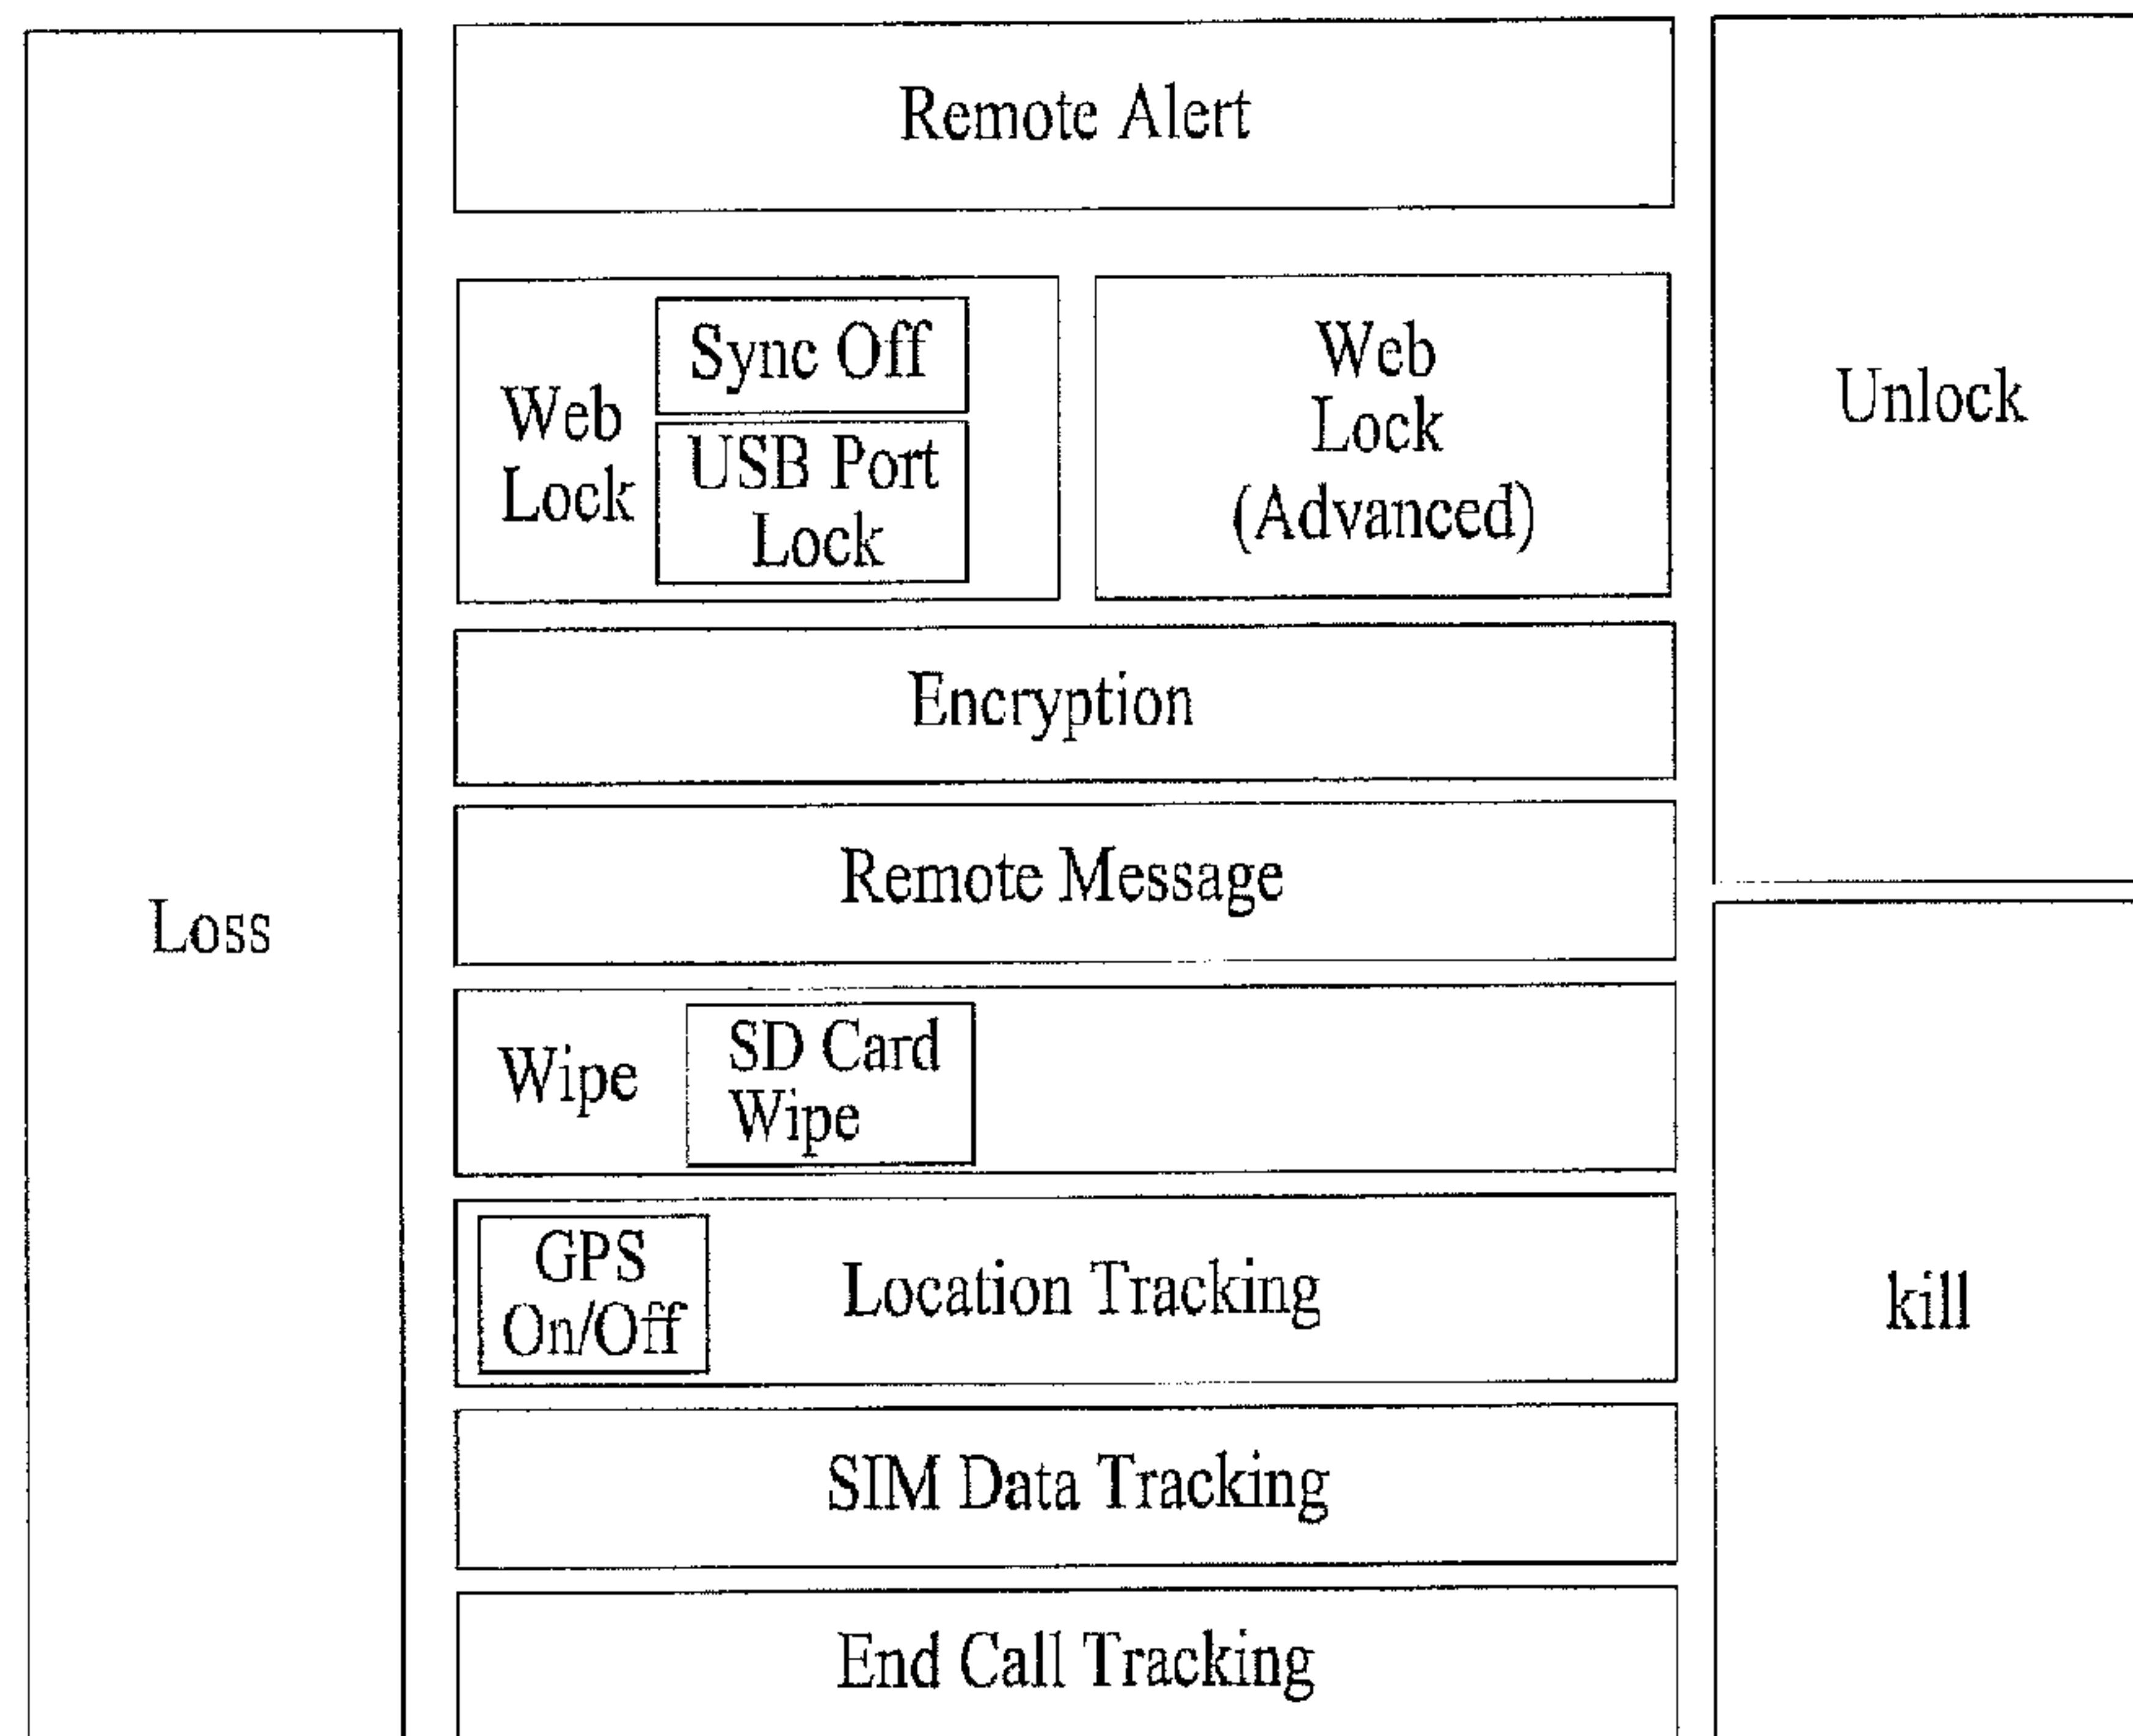 Loss
Remote Alert
Web
Lock
Sync Off
USB Port
Lock
Web
Lock
(Advanced)
Encryption
Remote Message
Wipe
SD Card
Wipe
GPS
On/Off
Location Tracking
SIM Data Tracking
End Call Tracking
Unlock
kill